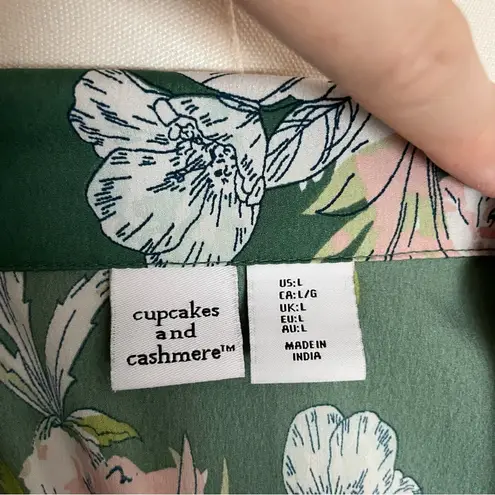 cupcakes
and
cashmere™
US:L
CA:L/G
UK:L
EU:L
AU:L
MADE IN
INDIA